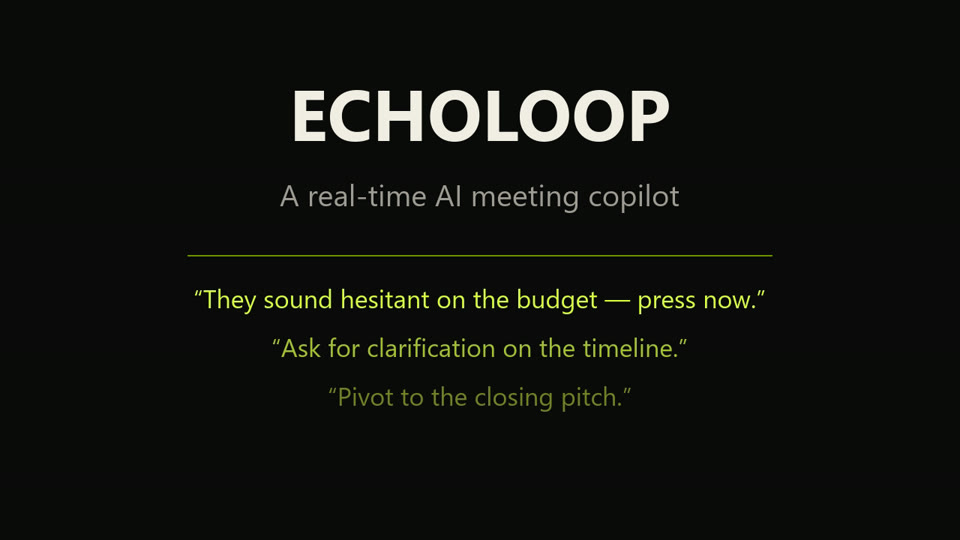 ECHOLOOP
A real-time AI meeting copilot
“They sound hesitant on the budget — press now.”
“Ask for clarification on the timeline.”
“Pivot to the closing pitch.”